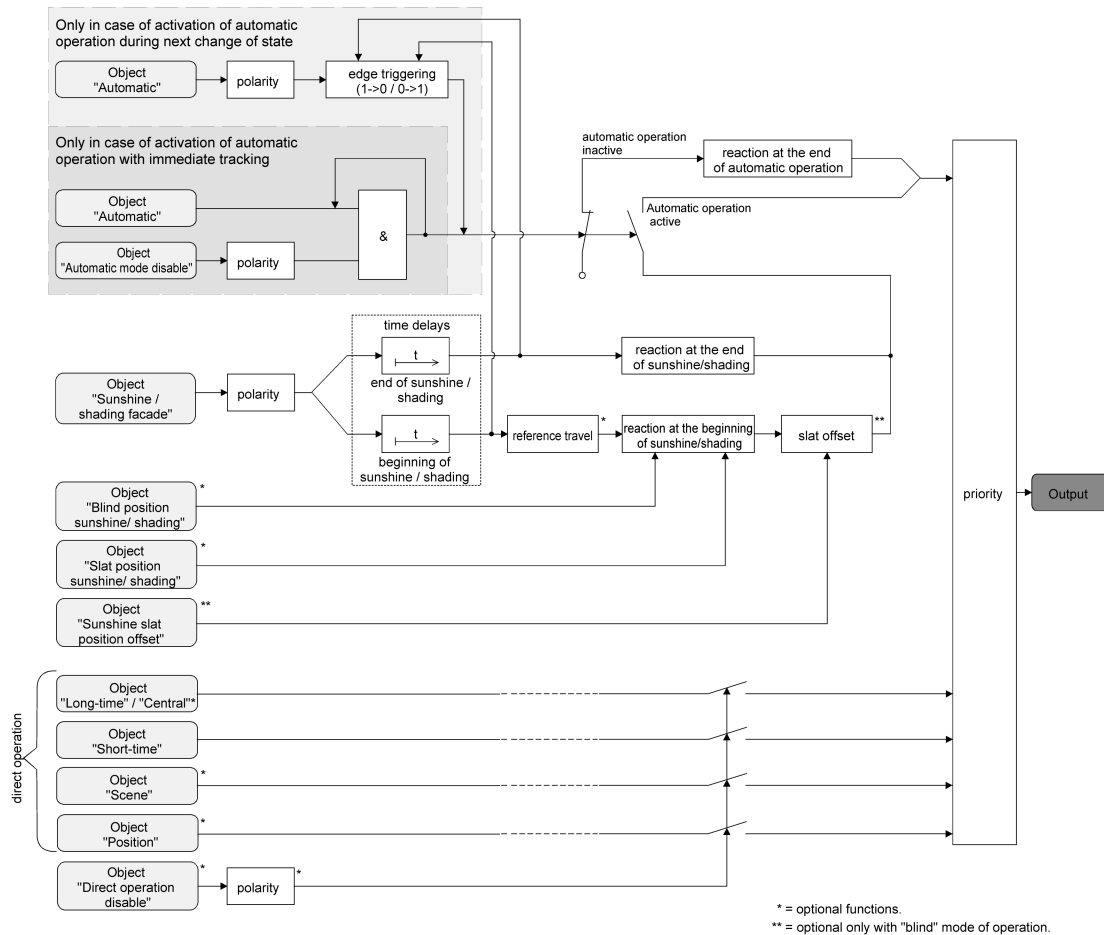 Only in case of activation of automatic
operation during next change of state
Object
"Automatic"
polarity
edge triggering
(1->0 / 0->1)
Only in case of activation of automatic
operation with immediate tracking
Object
"Automatic"
Object
"Automatic mode disable"
polarity
&
automatic operation
inactive
reaction at the end
of automatic operation
Automatic operation
active
time delays
t
end of sunshine /
shading
reaction at the end
of sunshine/shading
Object
"Sunshine /
shading facade"
polarity
t
beginning of
sunshine / shading
reference travel
*
reaction at the beginning
of sunshine/shading
slat offset
**
priority
Output
Object
"Blind position
sunshine/ shading"
*
Object
"Slat position
sunshine/ shading"
*
Object
"Sunshine slat
position offset"
**
direct operation
Object
"Long-time" / "Central"*
Object
"Short-time"
Object
"Scene"
*
Object
"Position"
*
Object
"Direct operation
disable"
*
polarity
*
* = optional functions.
** = optional only with "blind" mode of operation.